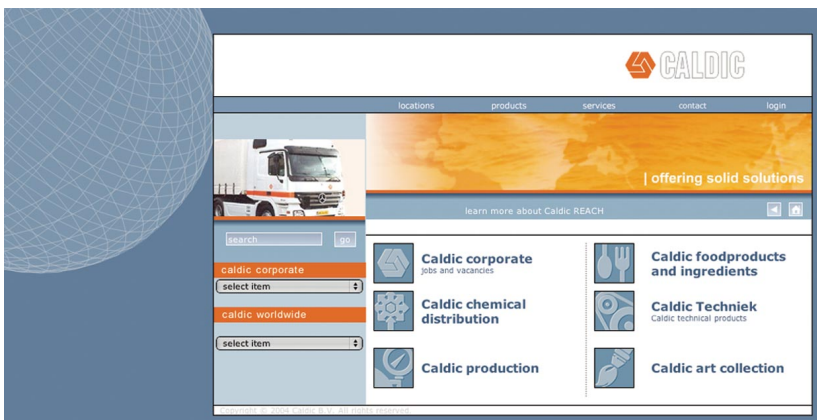 CALDIC
locations products services contact login
| offering solid solutions
learn more about Caldic REACH
search go
caldic corporate
select item
caldic worldwide
select item
Caldic corporate
jobs and vacancies
Caldic chemical
distribution
Caldic production
Caldic foodproducts
and ingredients
Caldic Techniek
Caldic technical products
Caldic art collection
Copyright © 2004 Caldic B.V. All rights reserved.